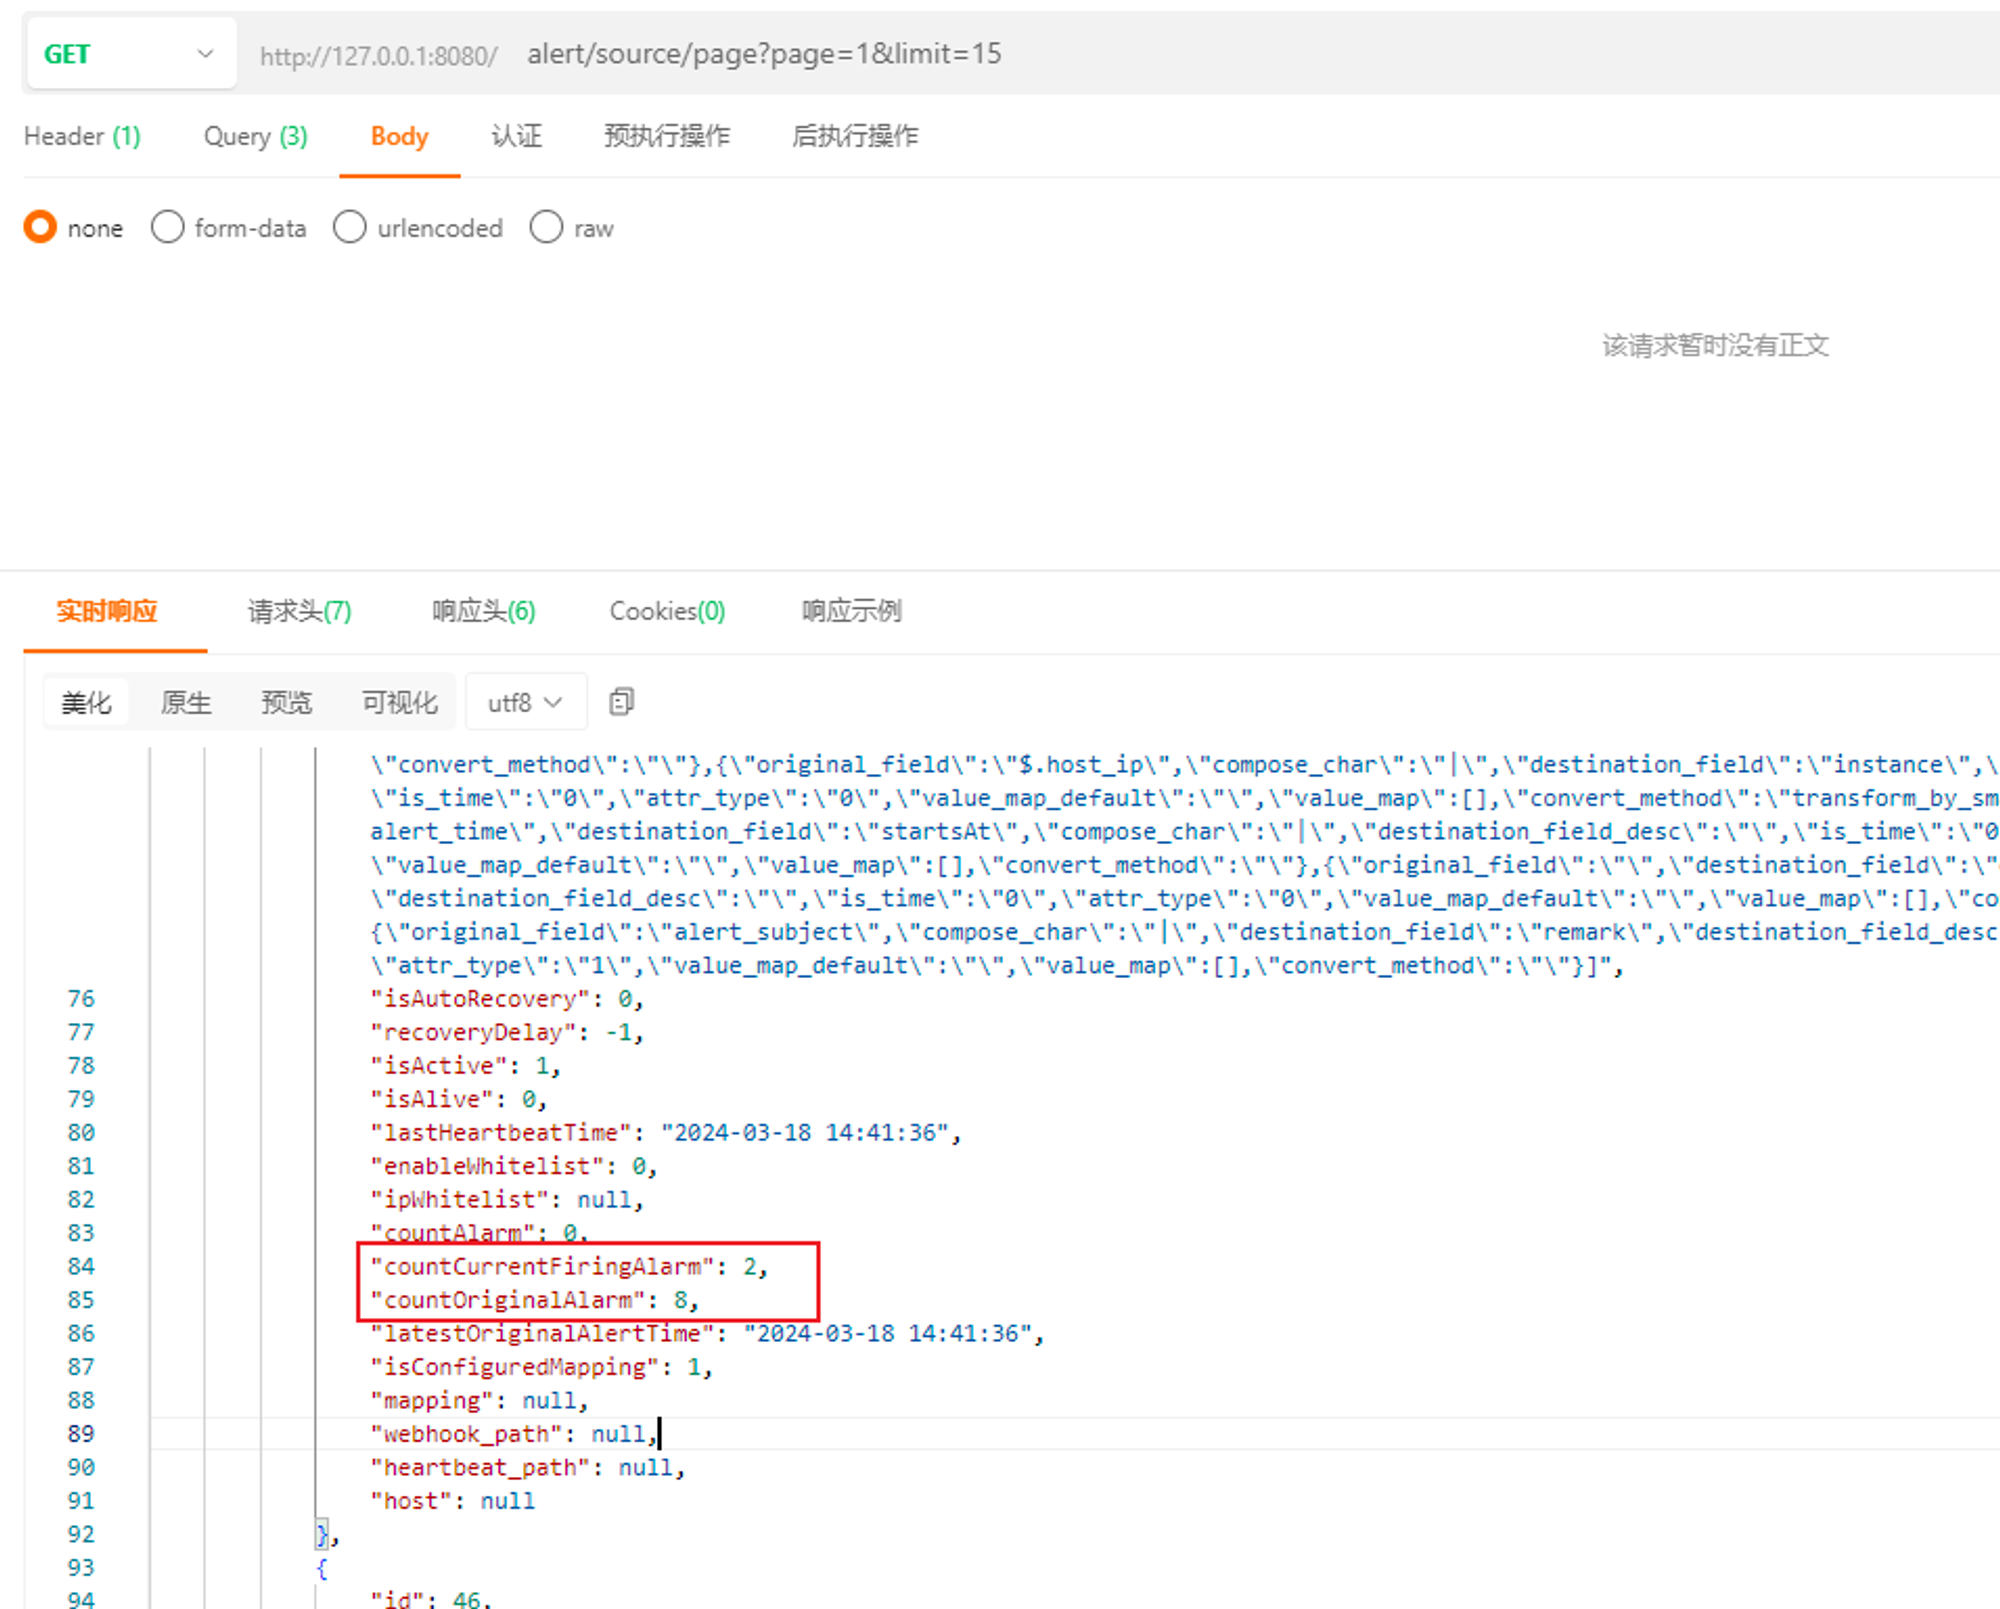 GET http://127.0.0.1:8080/ alert/source/page?page=1&limit=15
Header (1) Query (3) Body 认证 预执行操作 后执行操作
none form-data urlencoded raw
该请求暂时没有正文
实时响应 请求头(7) 响应头(6) Cookies(0) 响应示例
美化 原生 预览 可视化 utf8
\"convert_method\":\"\"},{\"original_field\":\"$.host_ip\",\"compose_char\":\"|\",\"destination_field\":\"instance\",\
\"is_time\":\"0\",\"attr_type\":\"0\",\"value_map_default\":\"\",\"value_map\":[],\"convert_method\":\"transform_by_sm
alert_time\",\"destination_field\":\"startsAt\",\"compose_char\":\"|\",\"destination_field_desc\":\"\",\"is_time\":\"0
\"value_map_default\":\"\",\"value_map\":[],\"convert_method\":\"\"},{\"original_field\":\"\",\"destination_field\":\"
\"destination_field_desc\":\"\",\"is_time\":\"0\",\"attr_type\":\"0\",\"value_map_default\":\"\",\"value_map\":[],\"co
{\"original_field\":\"alert_subject\",\"compose_char\":\"|\",\"destination_field\":\"remark\",\"destination_field_desc
\"attr_type\":\"1\",\"value_map_default\":\"\",\"value_map\":[],\"convert_method\":\"\"}]",
76 "isAutoRecovery": 0,
77 "recoveryDelay": -1,
78 "isActive": 1,
79 "isAlive": 0,
80 "lastHeartbeatTime": "2024-03-18 14:41:36",
81 "enableWhitelist": 0,
82 "ipWhitelist": null,
83 "countAlarm": 0,
84 "countCurrentFiringAlarm": 2,
85 "countOriginalAlarm": 8,
86 "latestOriginalAlertTime": "2024-03-18 14:41:36",
87 "isConfiguredMapping": 1,
88 "mapping": null,
89 "webhook_path": null,
90 "heartbeat_path": null,
91 "host": null
92 },
93 {
94 "id": 46,